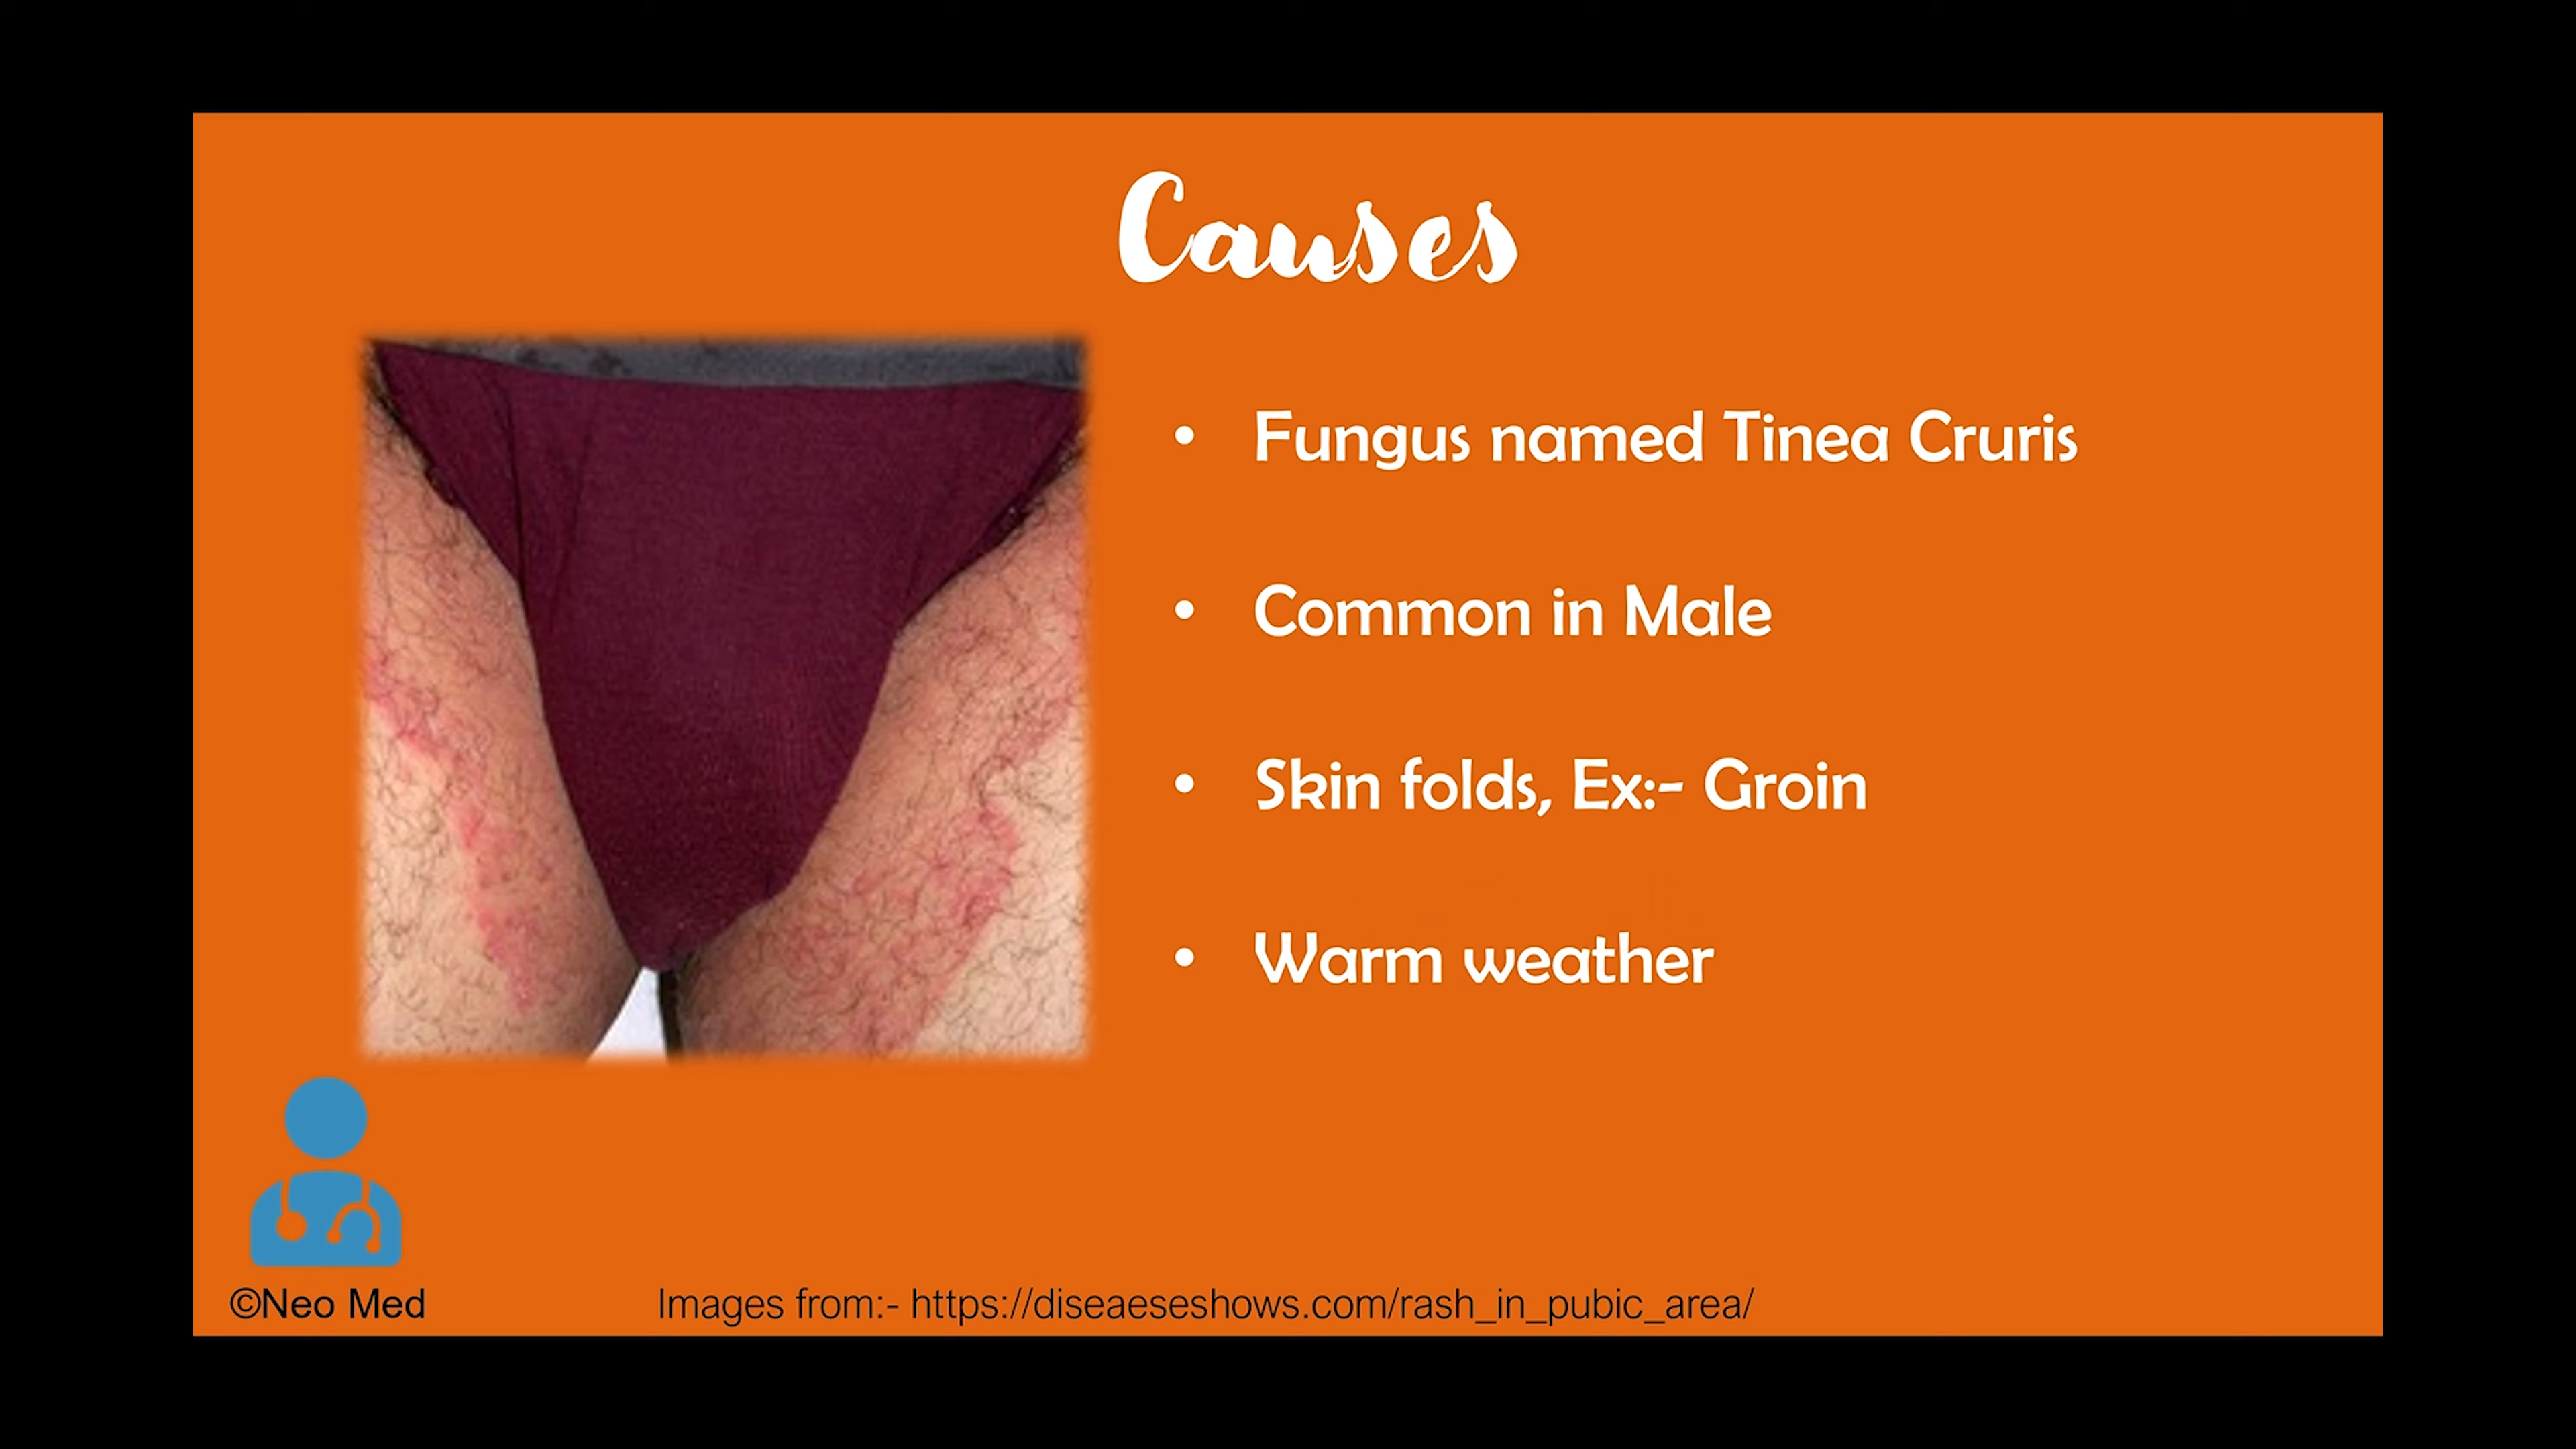 Causes
• Fungus named Tinea Cruris
• Common in Male
• Skin folds, Ex:- Groin
• Warm weather
©Neo Med
Images from:- https://diseaeseshows.com/rash_in_pubic_area/